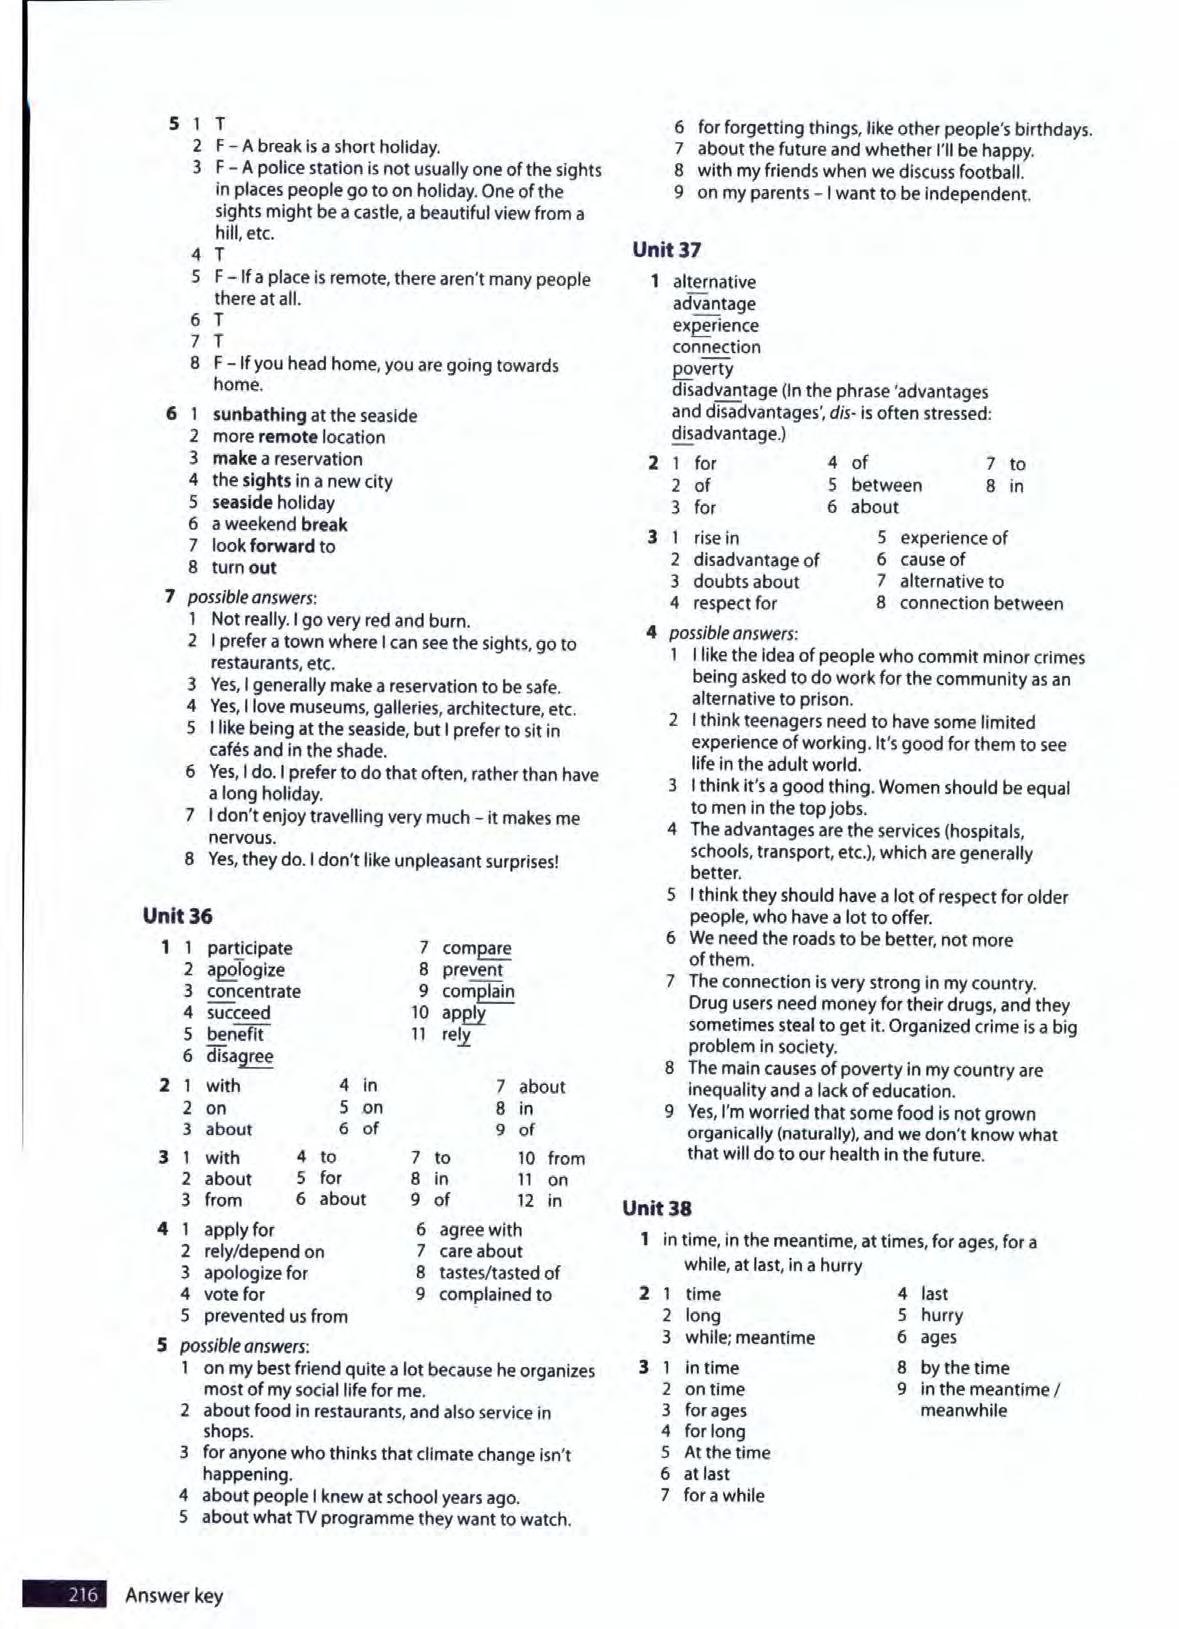 5 1 T
2 F – A break is a short holiday.
3 F – A police station is not usually one of the sights
in places people go to on holiday. One of the
sights might be a castle, a beautiful view from a
hill, etc.
4 T
5 F – If a place is remote, there aren't many people
there at all.
6 T
7 T
8 F – If you head home, you are going towards
home.
6 1 sunbathing at the seaside
2 more remote location
3 make a reservation
4 the sights in a new city
5 seaside holiday
6 a weekend break
7 look forward to
8 turn out
7 possible answers:
1 Not really. I go very red and burn.
2 I prefer a town where I can see the sights, go to
restaurants, etc.
3 Yes, I generally make a reservation to be safe.
4 Yes, I love museums, galleries, architecture, etc.
5 I like being at the seaside, but I prefer to sit in
cafés and in the shade.
6 Yes, I do. I prefer to do that often, rather than have
a long holiday.
7 I don't enjoy travelling very much – it makes me
nervous.
8 Yes, they do. I don't like unpleasant surprises!
Unit 36
1 1 participate 7 compare
2 apologize 8 prevent
3 concentrate 9 complain
4 succeed 10 apply
5 benefit 11 rely
6 disagree
2 1 with 4 in 7 about
2 on 5 on 8 in
3 about 6 of 9 of
3 1 with 4 to 7 to 10 from
2 about 5 for 8 in 11 on
3 from 6 about 9 of 12 in
4 1 apply for 6 agree with
2 rely/depend on 7 care about
3 apologize for 8 tastes/tasted of
4 vote for 9 complained to
5 prevented us from
5 possible answers:
1 on my best friend quite a lot because he organizes
most of my social life for me.
2 about food in restaurants, and also service in
shops.
3 for anyone who thinks that climate change isn't
happening.
4 about people I knew at school years ago.
5 about what TV programme they want to watch.
6 for forgetting things, like other people's birthdays.
7 about the future and whether I'll be happy.
8 with my friends when we discuss football.
9 on my parents – I want to be independent.
Unit 37
1 alternative
advantage
experience
connection
poverty
disadvantage (In the phrase 'advantages
and disadvantages', dis- is often stressed:
disadvantage.)
2 1 for 4 of 7 to
2 of 5 between 8 in
3 for 6 about
3 1 rise in 5 experience of
2 disadvantage of 6 cause of
3 doubts about 7 alternative to
4 respect for 8 connection between
4 possible answers:
1 I like the idea of people who commit minor crimes
being asked to do work for the community as an
alternative to prison.
2 I think teenagers need to have some limited
experience of working. It's good for them to see
life in the adult world.
3 I think it's a good thing. Women should be equal
to men in the top jobs.
4 The advantages are the services (hospitals,
schools, transport, etc.), which are generally
better.
5 I think they should have a lot of respect for older
people, who have a lot to offer.
6 We need the roads to be better, not more
of them.
7 The connection is very strong in my country.
Drug users need money for their drugs, and they
sometimes steal to get it. Organized crime is a big
problem in society.
8 The main causes of poverty in my country are
inequality and a lack of education.
9 Yes, I'm worried that some food is not grown
organically (naturally), and we don't know what
that will do to our health in the future.
Unit 38
1 in time, in the meantime, at times, for ages, for a
while, at last, in a hurry
2 1 time 4 last
2 long 5 hurry
3 while; meantime 6 ages
3 1 in time 8 by the time
2 on time 9 in the meantime /
3 for ages meanwhile
4 for long
5 At the time
6 at last
7 for a while
216 Answer key